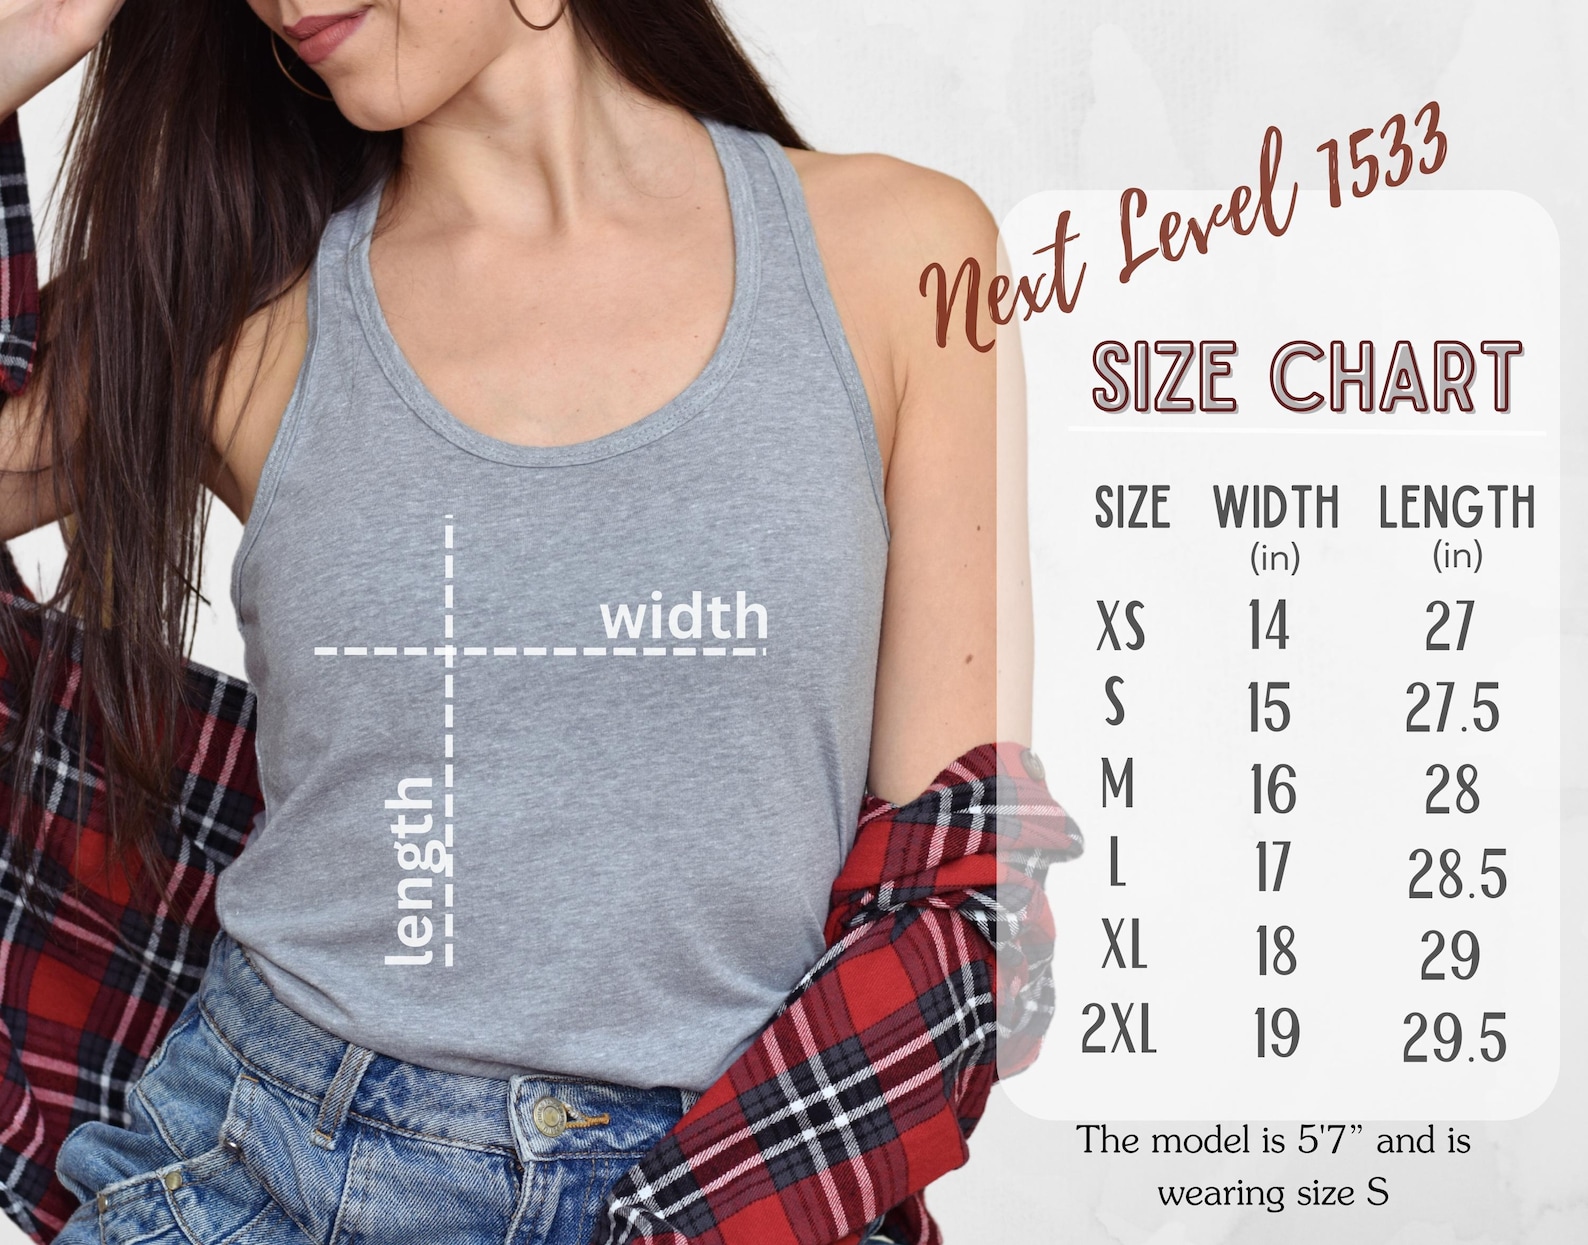 Next Level 1533
SIZE CHART
SIZE WIDTH LENGTH
(in) (in)
XS 14 27
S 15 27.5
M 16 28
L 17 28.5
XL 18 29
2XL 19 29.5
The model is 5'7” and is
wearing size S
width
length